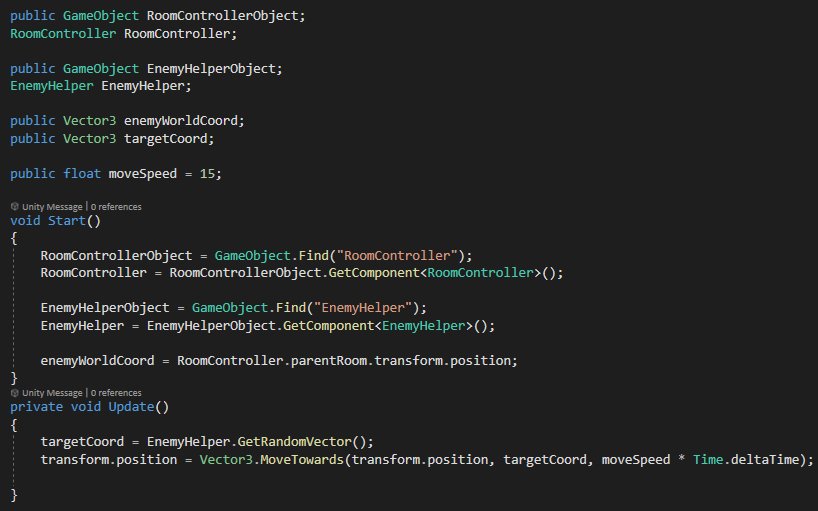 public GameObject RoomControllerObject;
RoomController RoomController;
public GameObject EnemyHelperObject;
EnemyHelper EnemyHelper;
public Vector3 enemyWorldCoord;
public Vector3 targetCoord;
public float moveSpeed = 15;
Unity Message | 0 references
void Start()
{
RoomControllerObject = GameObject.Find("RoomController");
RoomController = RoomControllerObject.GetComponent<RoomController>();
EnemyHelperObject = GameObject.Find("EnemyHelper");
EnemyHelper = EnemyHelperObject.GetComponent<EnemyHelper>();
enemyWorldCoord = RoomController.parentRoom.transform.position;
}
Unity Message | 0 references
private void Update()
{
targetCoord = EnemyHelper.GetRandomVector();
transform.position = Vector3.MoveTowards(transform.position, targetCoord, moveSpeed * Time.deltaTime);
}